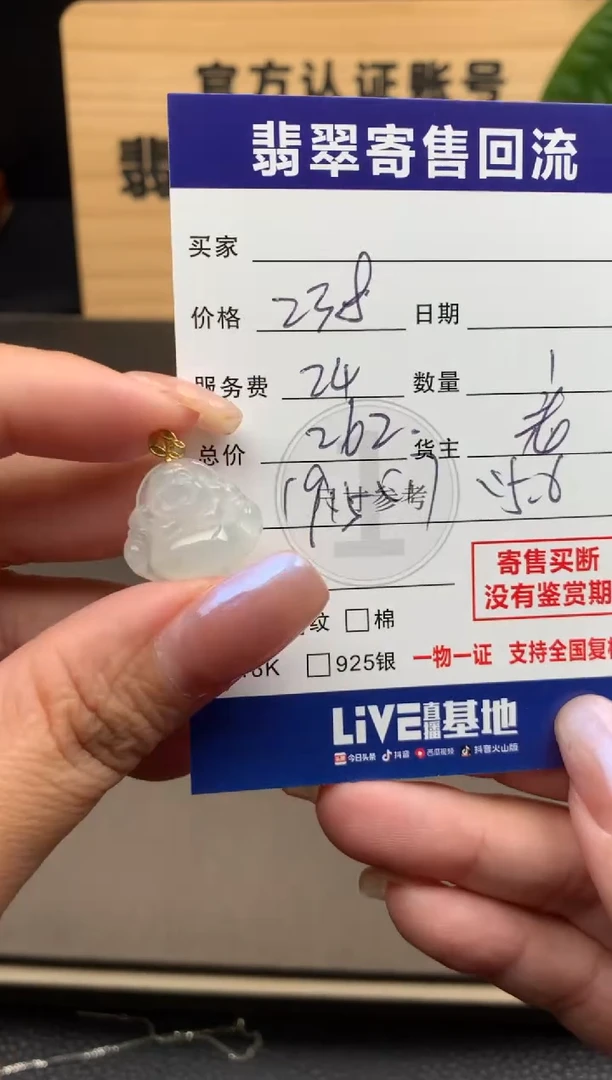 官方认证账号
翡
翡翠寄售回流
买家
价格 238 日期
服务费 24 数量 1
总价 262. 货主
尺寸参考
寄售买断
没有鉴赏期
纹 □棉
K □925银 一物一证 支持全国复检
LiVE直播基地
今日头条 抖音 西瓜视频 抖音火山版